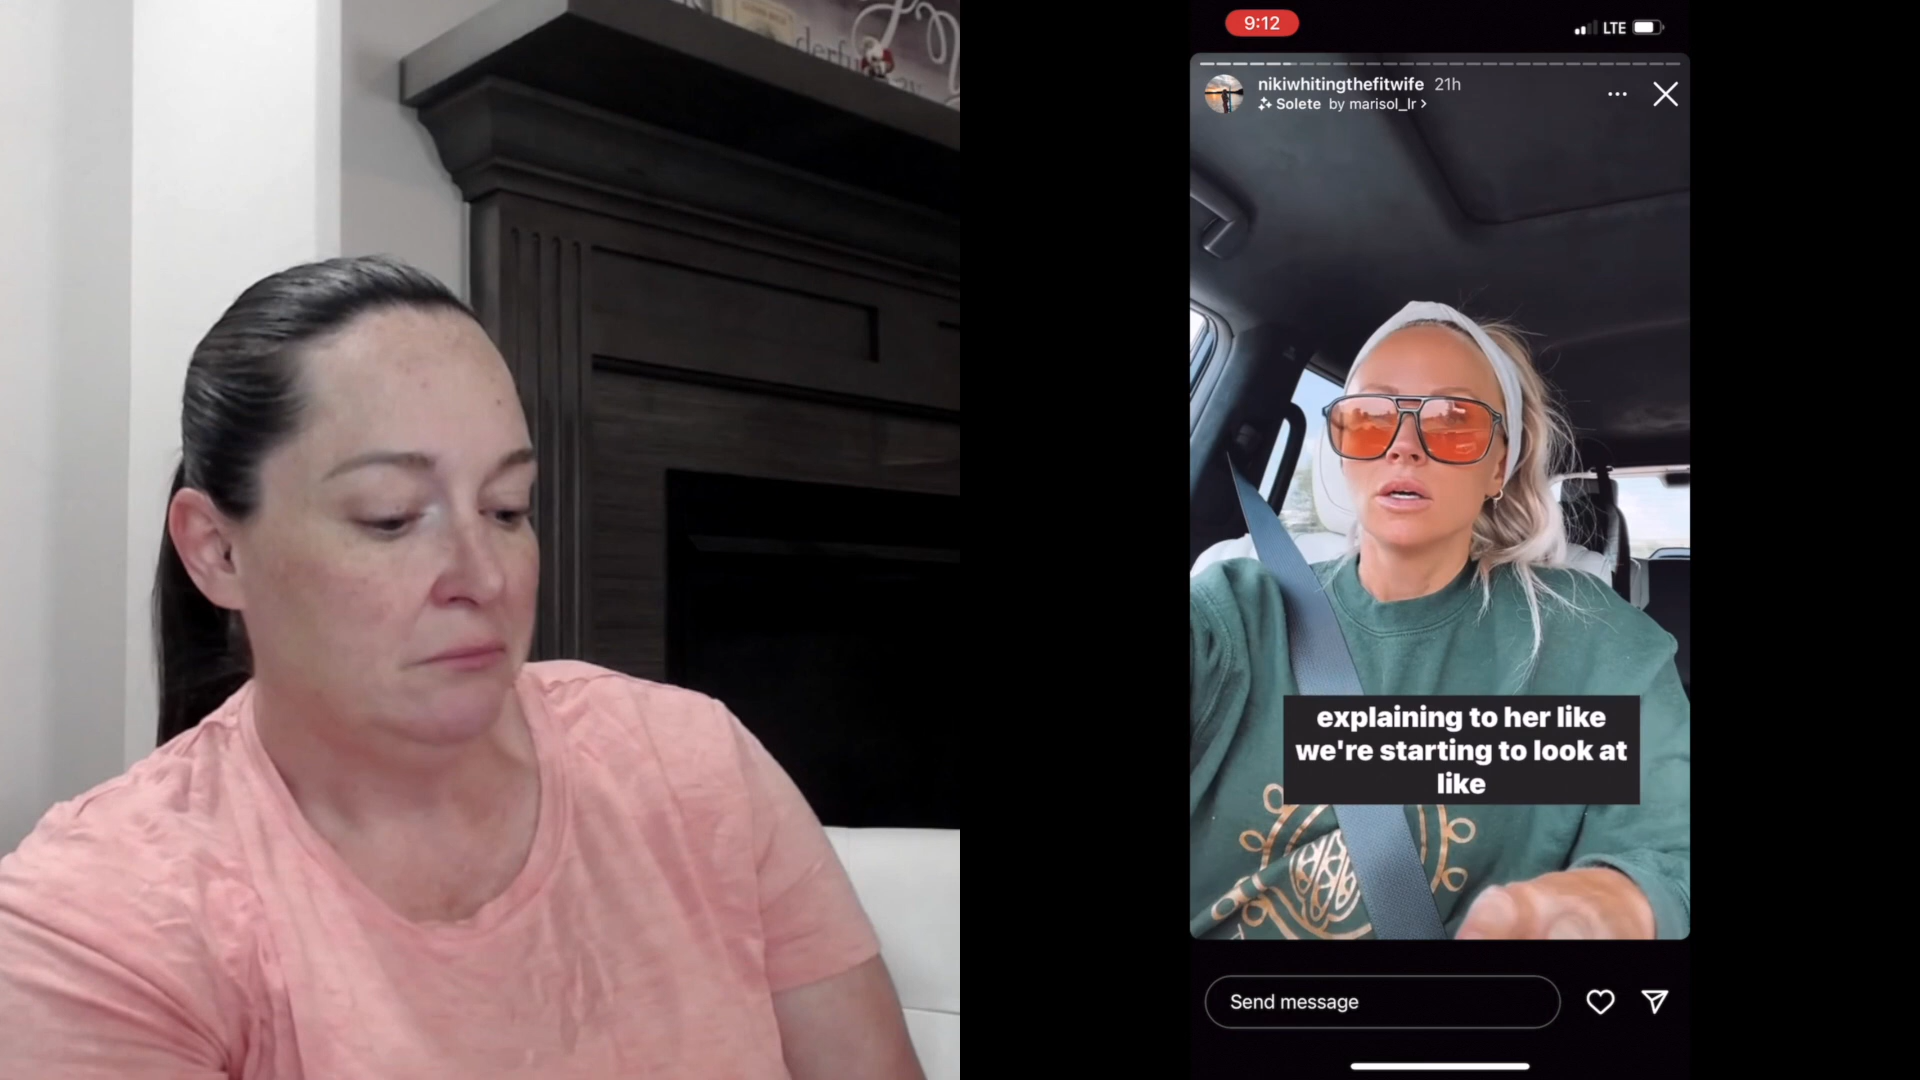 derfu
9:12
LTE
nikiwhitingthefitwife 21h
Solete by marisol_lr >
explaining to her like
we're starting to look at
like
Send message